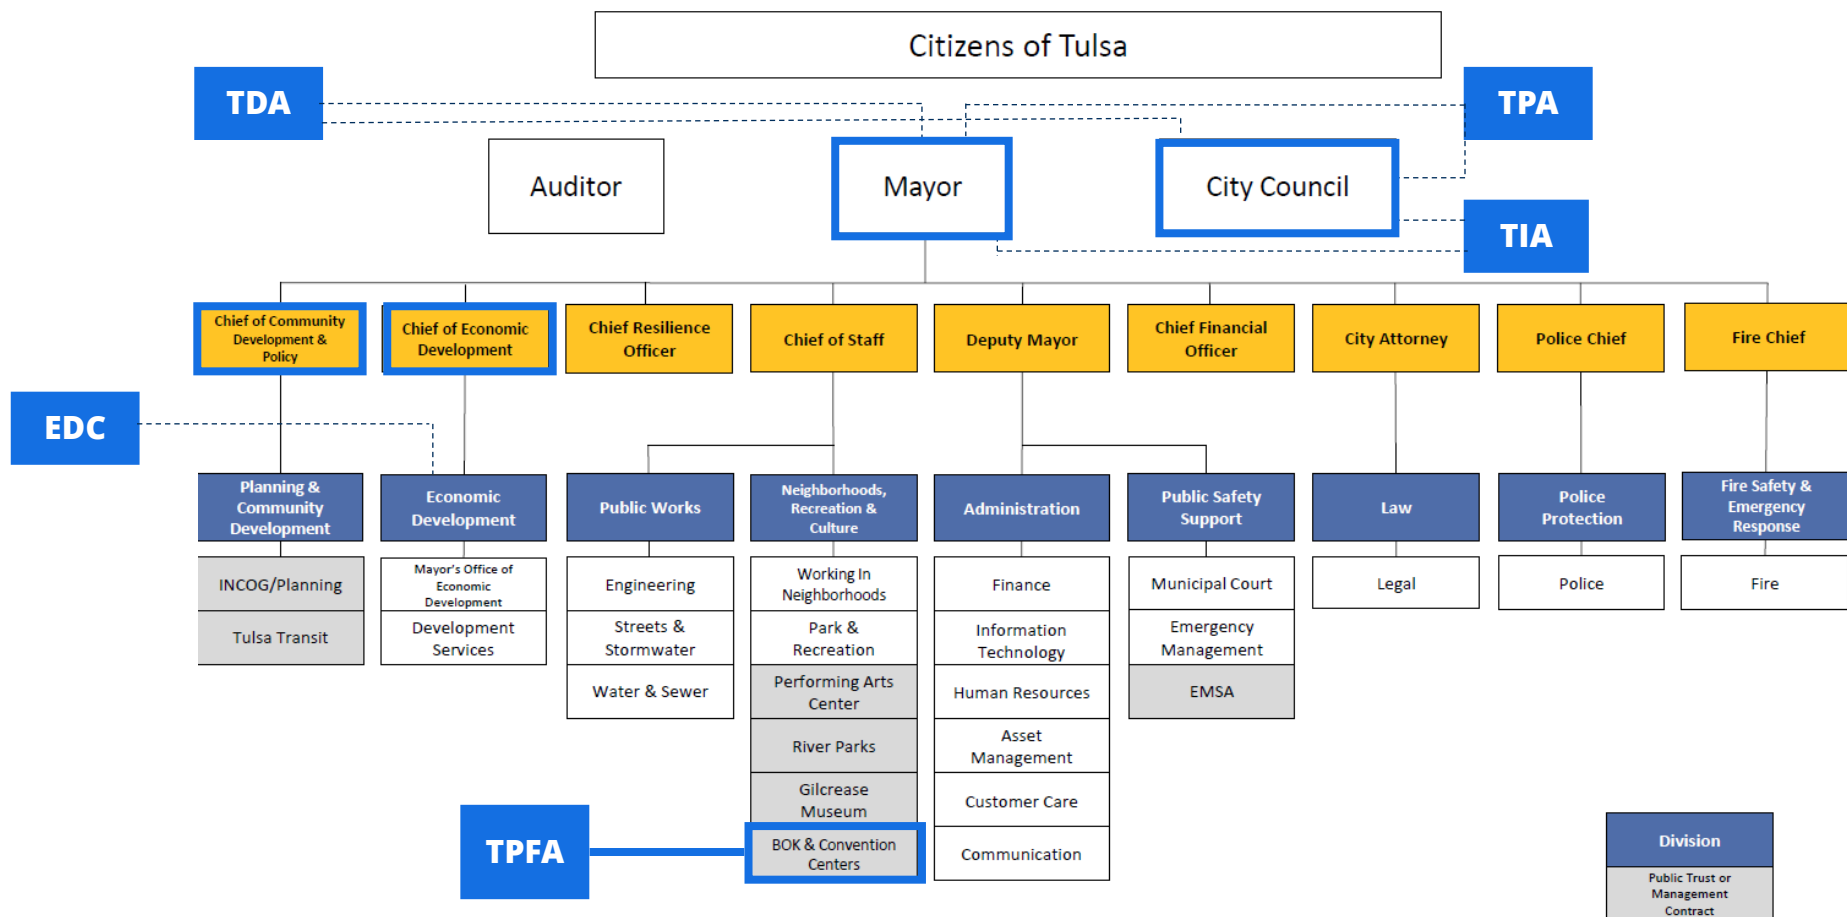 Citizens of Tulsa
TDA
TPA
Auditor
Mayor
City Council
TIA
Chief of Community
Development &
Policy
Chief of Economic
Development
Chief Resilience
Officer
Chief of Staff
Deputy Mayor
Chief Financial
Officer
City Attorney
Police Chief
Fire Chief
EDC
Planning &
Community
Development
Economic
Development
Public Works
Neighborhoods,
Recreation &
Culture
Administration
Public Safety
Support
Law
Police
Protection
Fire Safety &
Emergency
Response
INCOG/Planning
Tulsa Transit
Mayor's Office of
Economic
Development
Development
Services
Engineering
Streets &
Stormwater
Water & Sewer
Working In
Neighborhoods
Park &
Recreation
Performing Arts
Center
River Parks
Gilcrease
Museum
BOK & Convention
Centers
Finance
Information
Technology
Human Resources
Asset
Management
Customer Care
Communication
Municipal Court
Emergency
Management
EMSA
Legal
Police
Fire
TPFA
Division
Public Trust or
Management
Contract